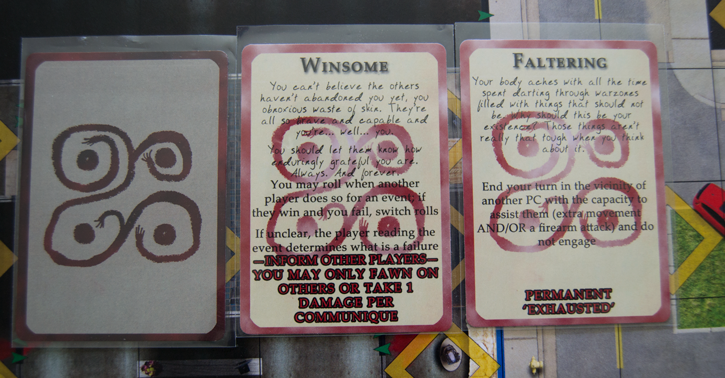 WINSOME
You can't believe the others
haven't abandoned you yet, you
obnoxious waste of skin. They're
all so brave and capable and
you're... well... you.
You should let them know how
enduringly grateful you are.
Always. And forever.
You may roll when another
player does so for an event; if
they win and you fail, switch rolls
If unclear, the player reading the
event determines what is a failure
—INFORM OTHER PLAYERS—
YOU MAY ONLY FAWN ON
OTHERS OR TAKE 1
DAMAGE PER
COMMUNIQUE
FALTERING
Your body aches with all the time
spent darting through warzones
filled with things that should not
be. Why should this be your
existence? Those things aren't
really that tough when you think
about it.
End your turn in the vicinity of
another PC with the capacity to
assist them (extra movement
AND/OR a firearm attack) and do
not engage
PERMANENT
'EXHAUSTED'